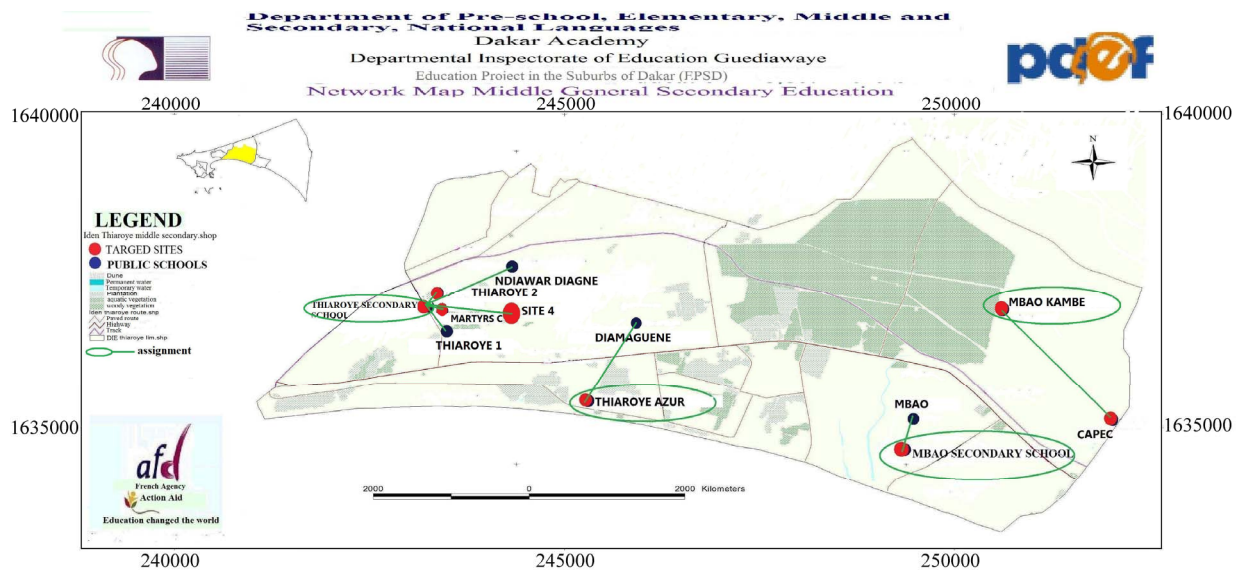 Department of Pre-school, Elementary, Middle and
Secondary, National Languages
Dakar Academy
Departmental Inspectorate of Education Guediawaye
Education Project in the Suburbs of Dakar (EPSD)
Network Map Middle General Secondary Education
pdef
240000 245000 250000
1640000 1640000
N
LEGEND
Iden Thiaroye middle secondary.shop
TARGED SITES
PUBLIC SCHOOLS
Dune
Permanent water
Temporary water
Plantation
aquatic vegetation
woody vegetation
Iden thiaroye route.shp
Paved route
Highway
Track
DIE thiaroye lim.shp
assignment
NDIAWAR DIAGNE
THIAROYE 2
THIAROYE SECONDARY
SCHOOL
MARTYRS C
SITE 4
THIAROYE 1
DIAMAGUENE
MBAO KAMBE
THIAROYE AZUR
MBAO
CAPEC
MBAO SECONDARY SCHOOL
1635000 1635000
afd
French Agency
Action Aid
Education changed the world
2000 0 2000 Kilometers
240000 245000 250000